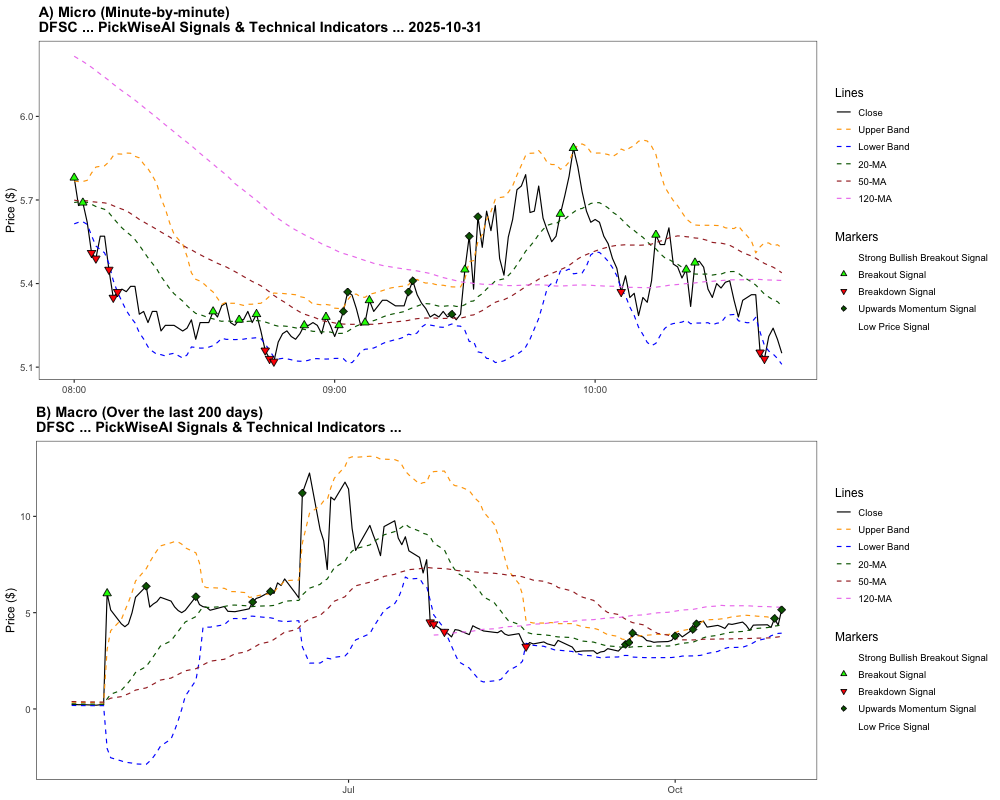 A) Micro (Minute-by-minute)
DFSC ... PickWiseAI Signals & Technical Indicators ... 2025-10-31
Price ($)
6.0
5.7
5.4
5.1
08:00
09:00
10:00
Lines
Close
Upper Band
Lower Band
20-MA
50-MA
120-MA
Markers
Strong Bullish Breakout Signal
Breakout Signal
Breakdown Signal
Upwards Momentum Signal
Low Price Signal
B) Macro (Over the last 200 days)
DFSC ... PickWiseAI Signals & Technical Indicators ...
Price ($)
10
5
0
Jul
Oct
Lines
Close
Upper Band
Lower Band
20-MA
50-MA
120-MA
Markers
Strong Bullish Breakout Signal
Breakout Signal
Breakdown Signal
Upwards Momentum Signal
Low Price Signal